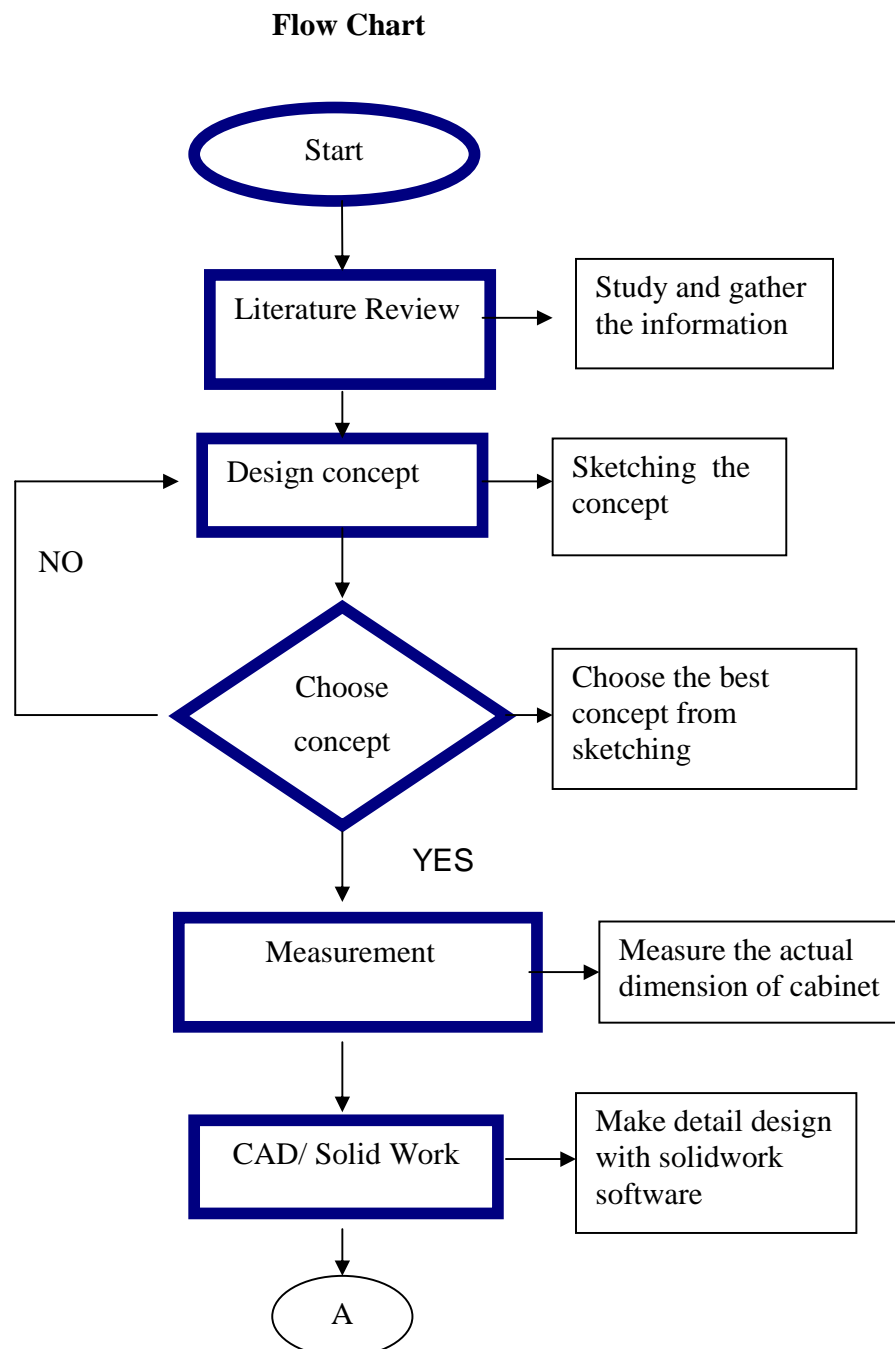 Flow Chart
Start
Literature Review
Study and gather
the information
Design concept
Sketching the
concept
NO
Choose
concept
Choose the best
concept from
sketching
YES
Measurement
Measure the actual
dimension of cabinet
CAD/ Solid Work
Make detail design
with solidwork
software
A